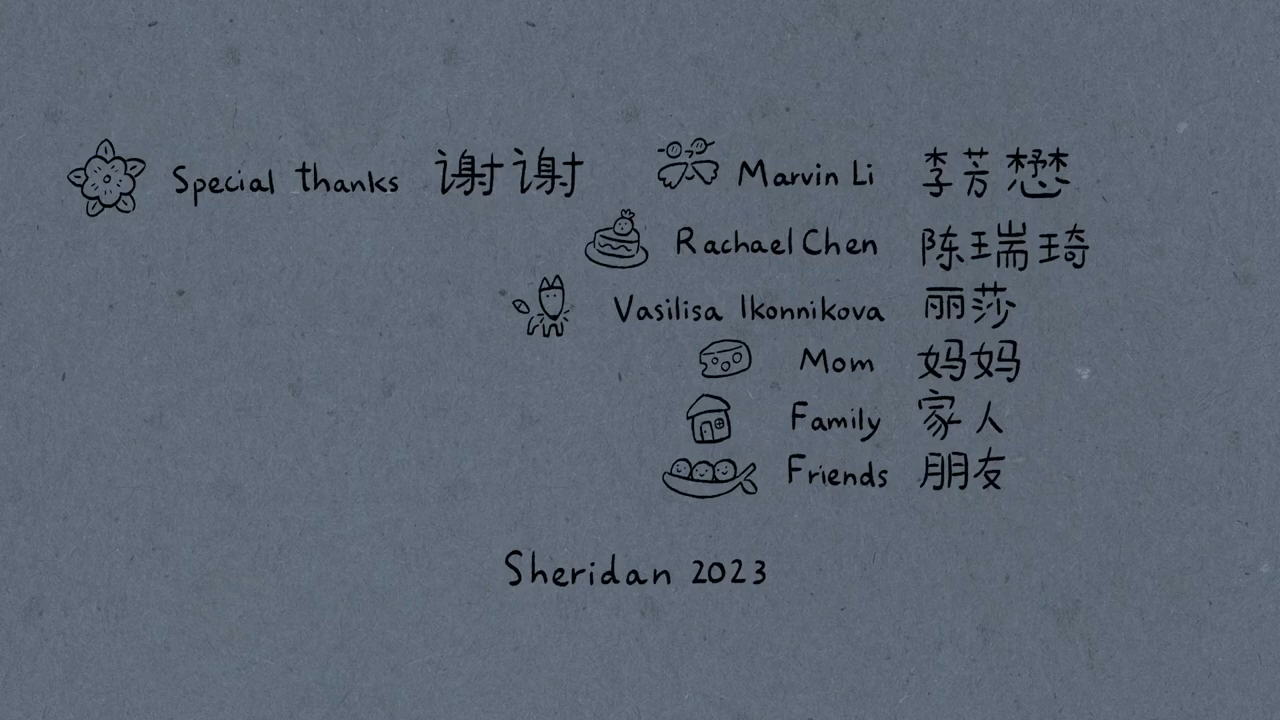 Special thanks 谢谢 Marvin Li 李芳懋
Rachael Chen 陈瑞琦
Vasilisa Ikonnikova 丽莎
Mom 妈妈
Family 家人
Friends 朋友
Sheridan 2023